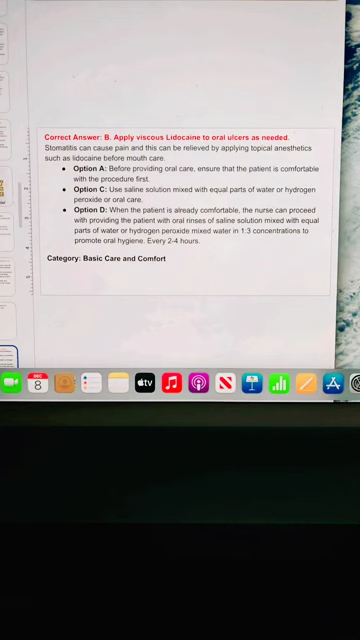 Correct Answer: B. Apply viscous Lidocaine to oral ulcers as needed.
Stomatitis can cause pain and this can be relieved by applying topical anesthetics
such as lidocaine before mouth care.
• Option A: Before providing oral care, ensure that the patient is comfortable
with the procedure first.
• Option C: Use saline solution mixed with equal parts of water or hydrogen
peroxide or oral care.
• Option D: When the patient is already comfortable, the nurse can proceed
with providing the patient with oral rinses of saline solution mixed with equal
parts of water or hydrogen peroxide mixed water in 1:3 concentrations to
promote oral hygiene. Every 2-4 hours.
Category: Basic Care and Comfort
DEC
8
tv